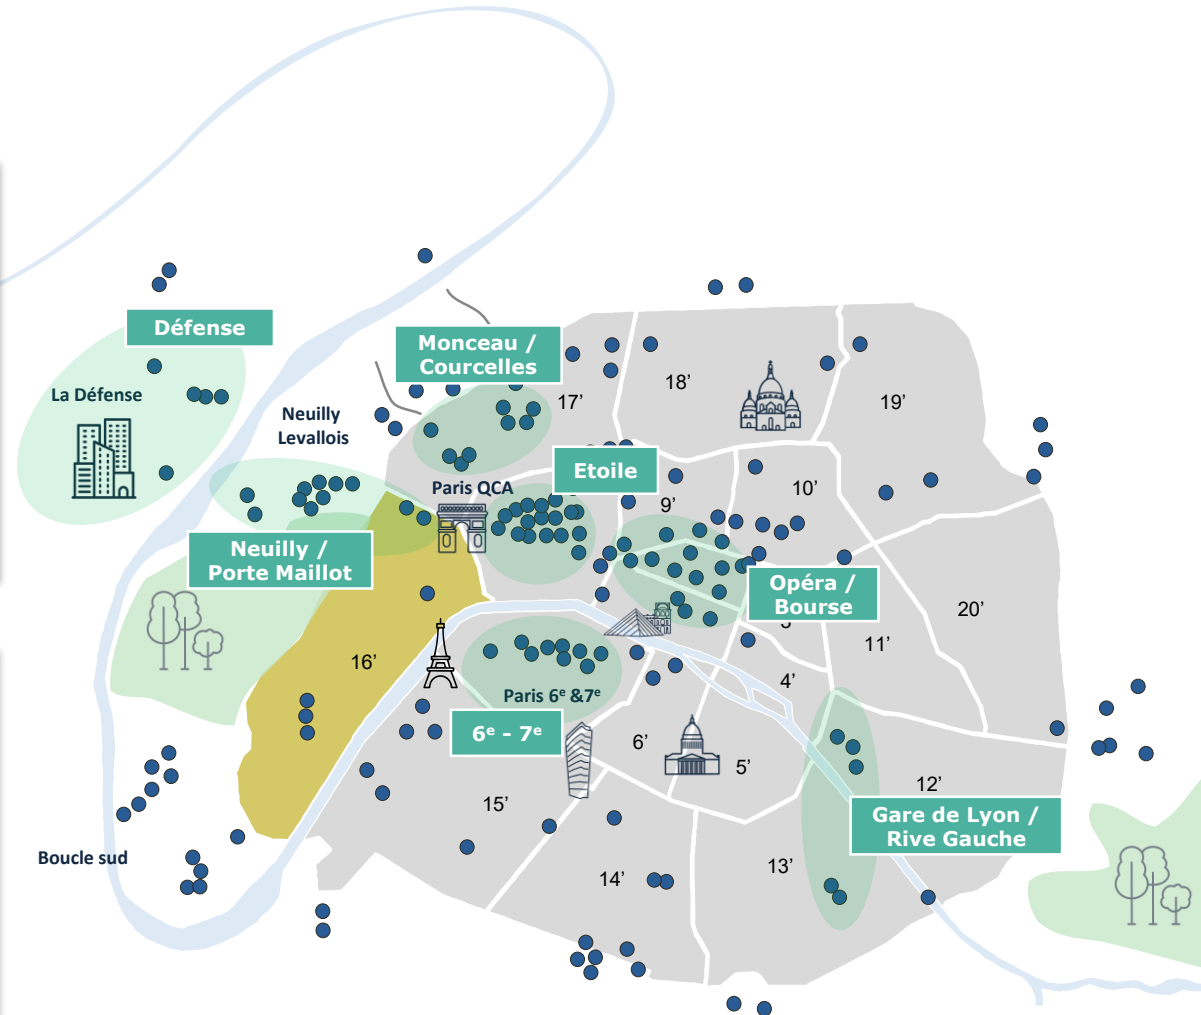 Défense
La Défense
Monceau /
Courcelles
Neuilly
Levallois
17’
18’
19’
Etoile
Paris QCA
9’
10’
Neuilly /
Porte Maillot
Opéra /
Bourse
20’
11’
16’
4’
Paris 6e &7e
6e - 7e
6’
5’
12’
15’
Gare de Lyon /
Rive Gauche
Boucle sud
13’
14’